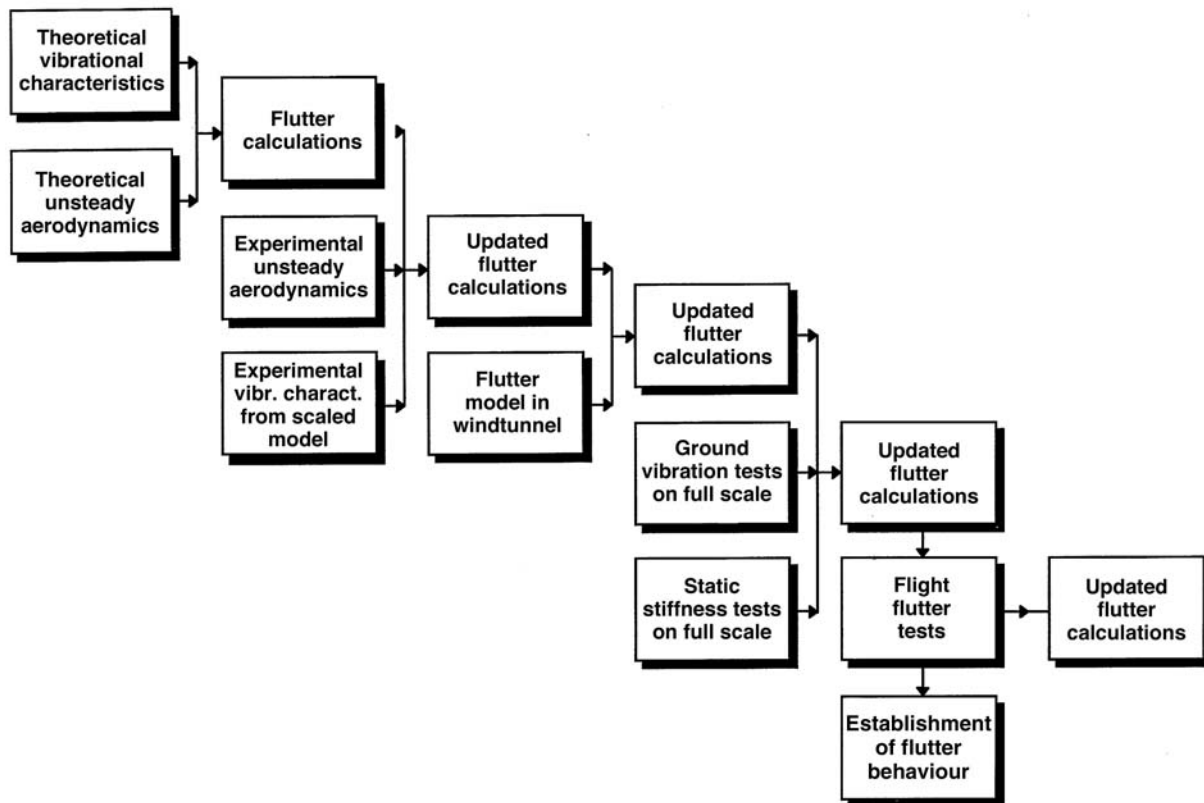 Theoretical
vibrational
characteristics
Theoretical
unsteady
aerodynamics
Flutter
calculations
Experimental
unsteady
aerodynamics
Experimental
vibr. charact.
from scaled
model
Updated
flutter
calculations
Flutter
model in
windtunnel
Updated
flutter
calculations
Ground
vibration tests
on full scale
Static
stiffness tests
on full scale
Updated
flutter
calculations
Flight
flutter
tests
Establishment
of flutter
behaviour
Updated
flutter
calculations